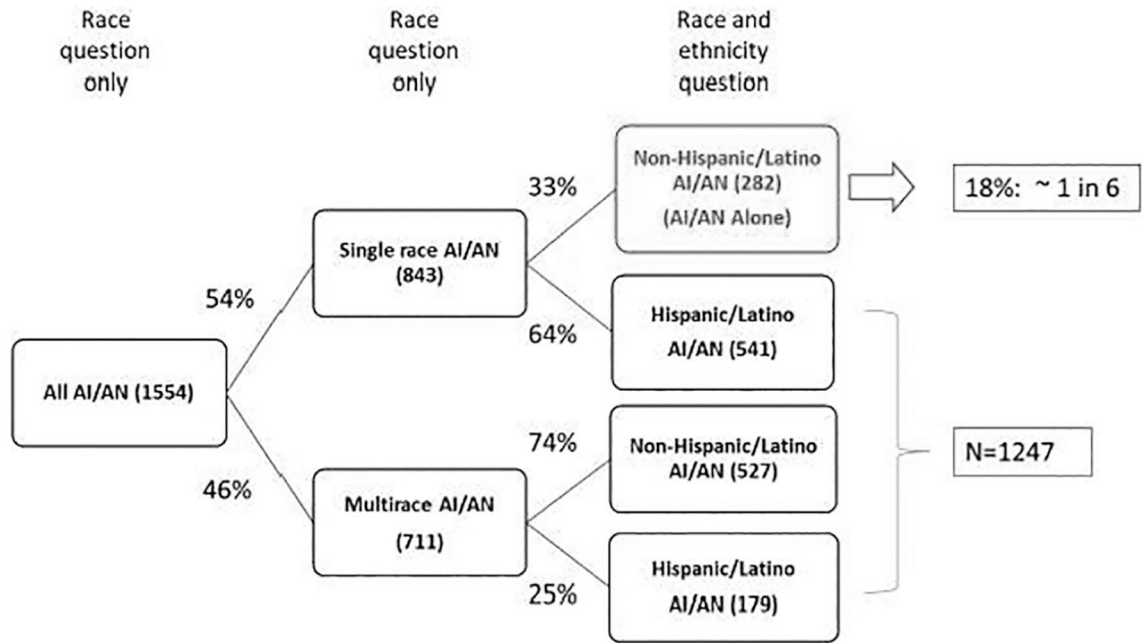 Race
question
only
Race
question
only
Race and
ethnicity
question
All AI/AN (1554)
54%
46%
Single race AI/AN
(843)
Multirace AI/AN
(711)
33%
64%
74%
25%
Non-Hispanic/Latino
AI/AN (282)
(AI/AN Alone)
Hispanic/Latino
AI/AN (541)
Non-Hispanic/Latino
AI/AN (527)
Hispanic/Latino
AI/AN (179)
18%: ~ 1 in 6
N=1247